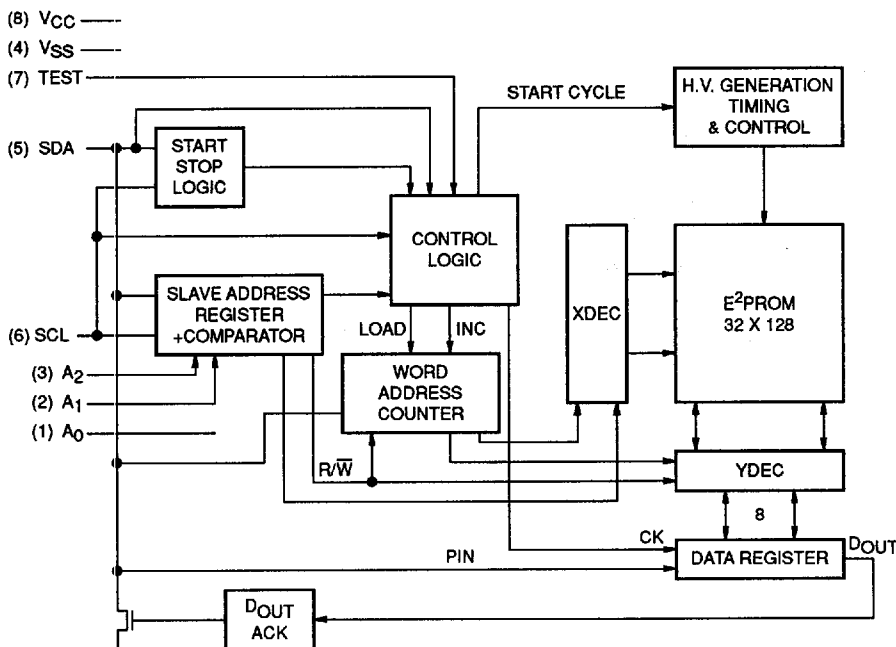 (8) VCC
(4) VSS
(7) TEST
START CYCLE
H.V. GENERATION
TIMING
& CONTROL
(5) SDA
START
STOP
LOGIC
CONTROL
LOGIC
SLAVE ADDRESS
REGISTER
+COMPARATOR
XDEC
E²PROM
32 X 128
(6) SCL
LOAD
INC
(3) A2
(2) A1
(1) A0
WORD
ADDRESS
COUNTER
R/W̅
YDEC
8
CK
PIN
DATA REGISTER
DOUT
DOUT
ACK